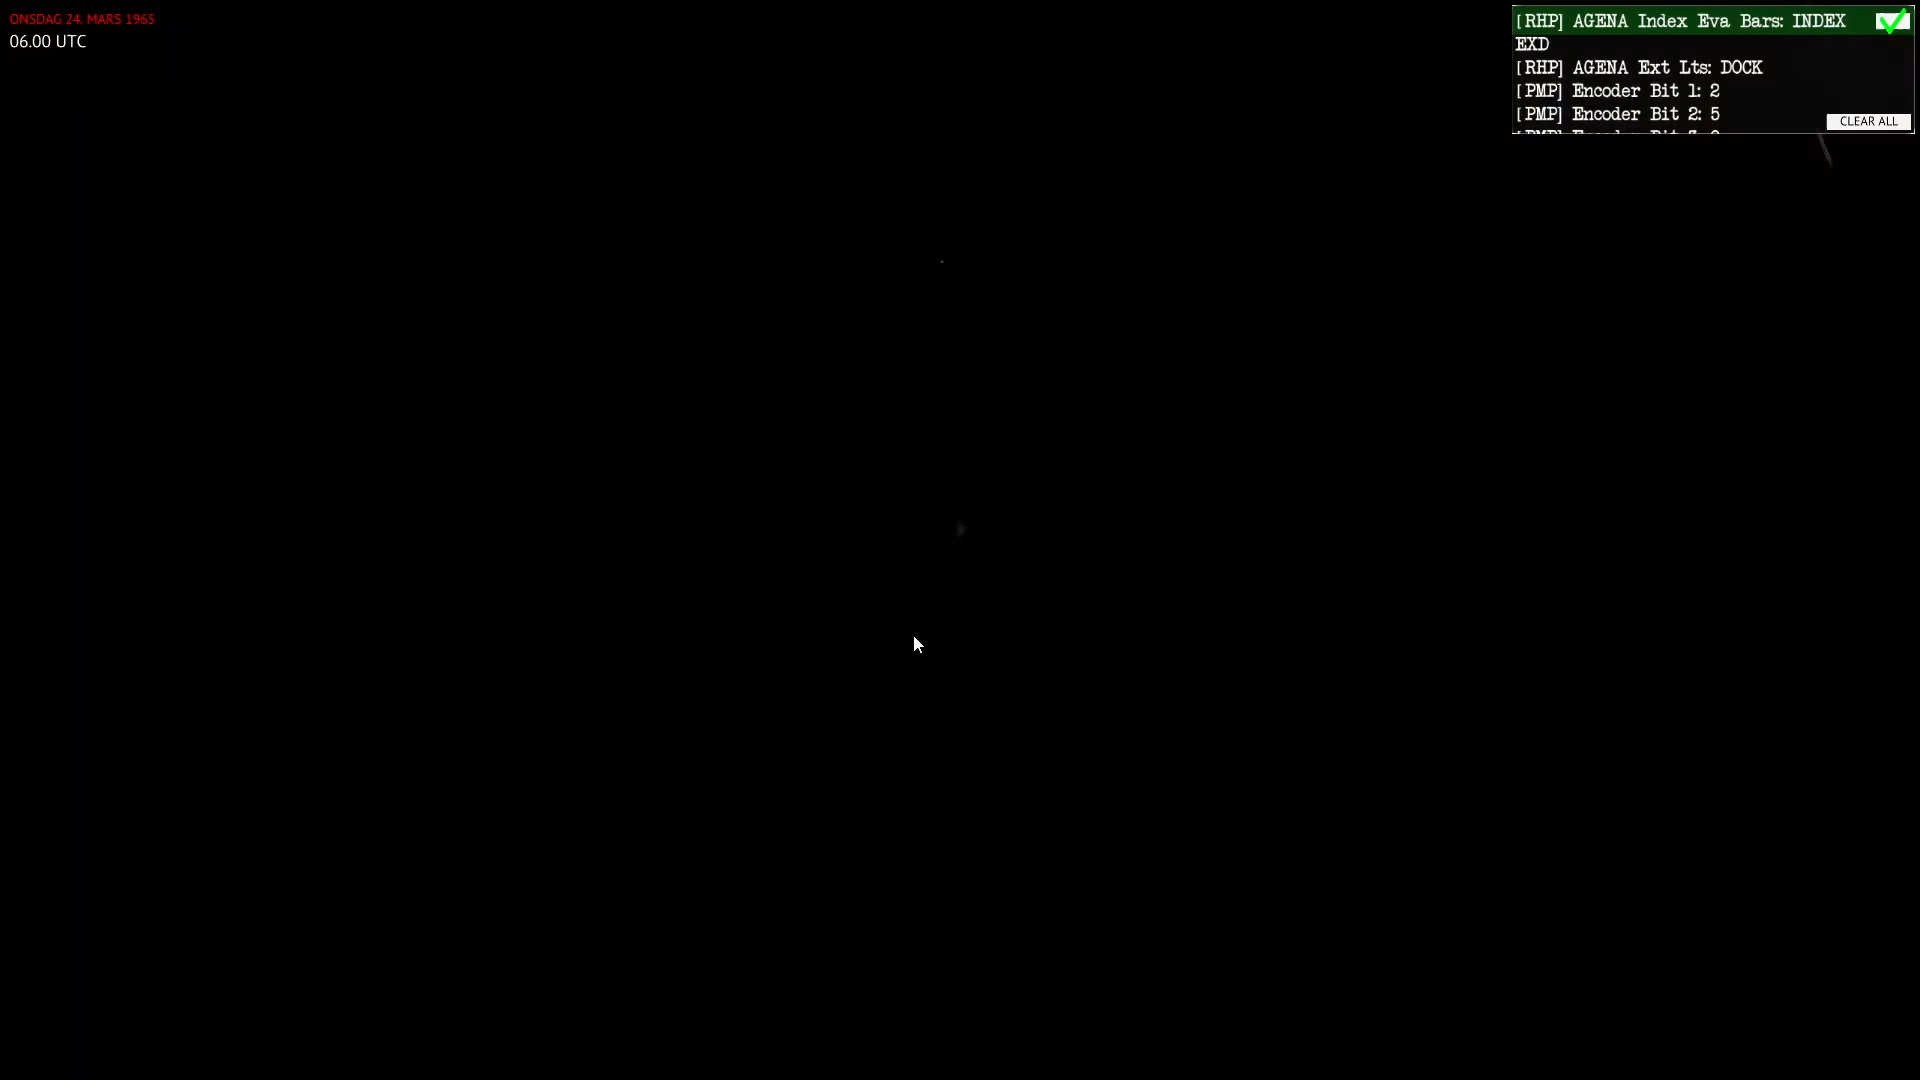 ONSDAG 24. MARS 1965
06.00 UTC
[RHP] AGENA Index Eva Bars: INDEX
EXD
[RHP] AGENA Ext Lts: DOCK
[PMP] Encoder Bit 1: 2
[PMP] Encoder Bit 2: 5
CLEAR ALL